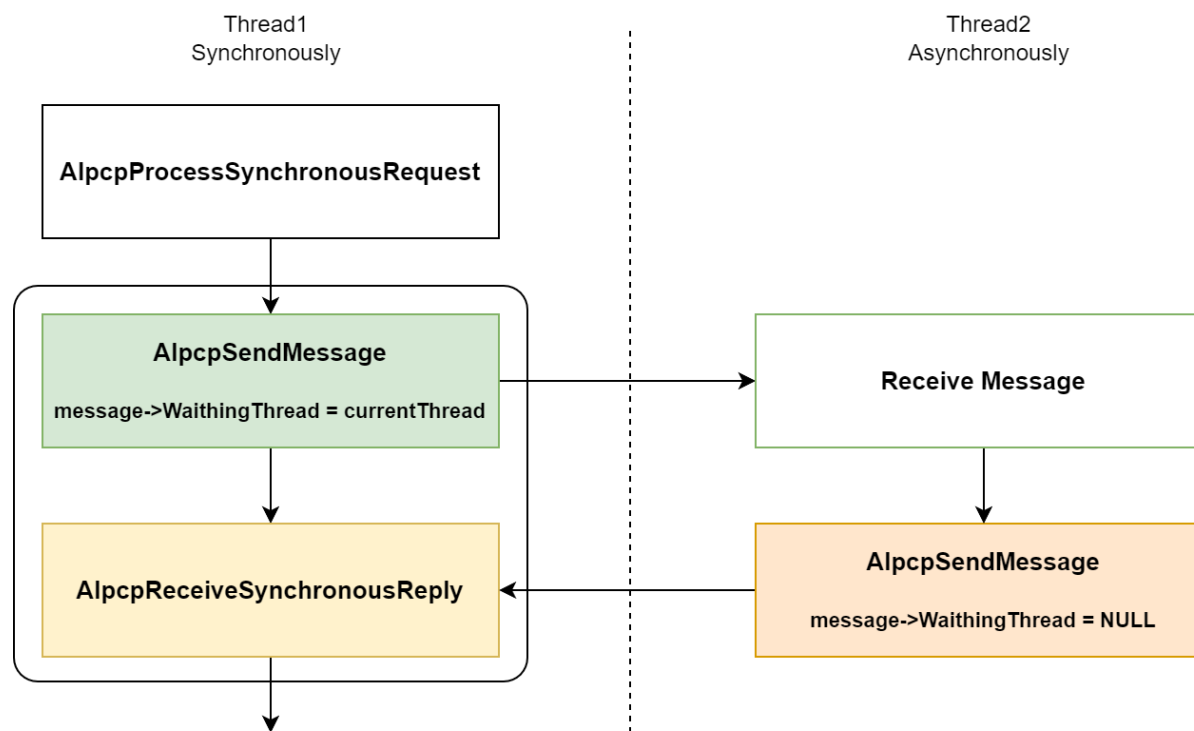 Thread1
Synchronously
Thread2
Asynchronously
AlpcpProcessSynchronousRequest
AlpcpSendMessage
message->WaithingThread = currentThread
Receive Message
AlpcpReceiveSynchronousReply
AlpcpSendMessage
message->WaithingThread = NULL